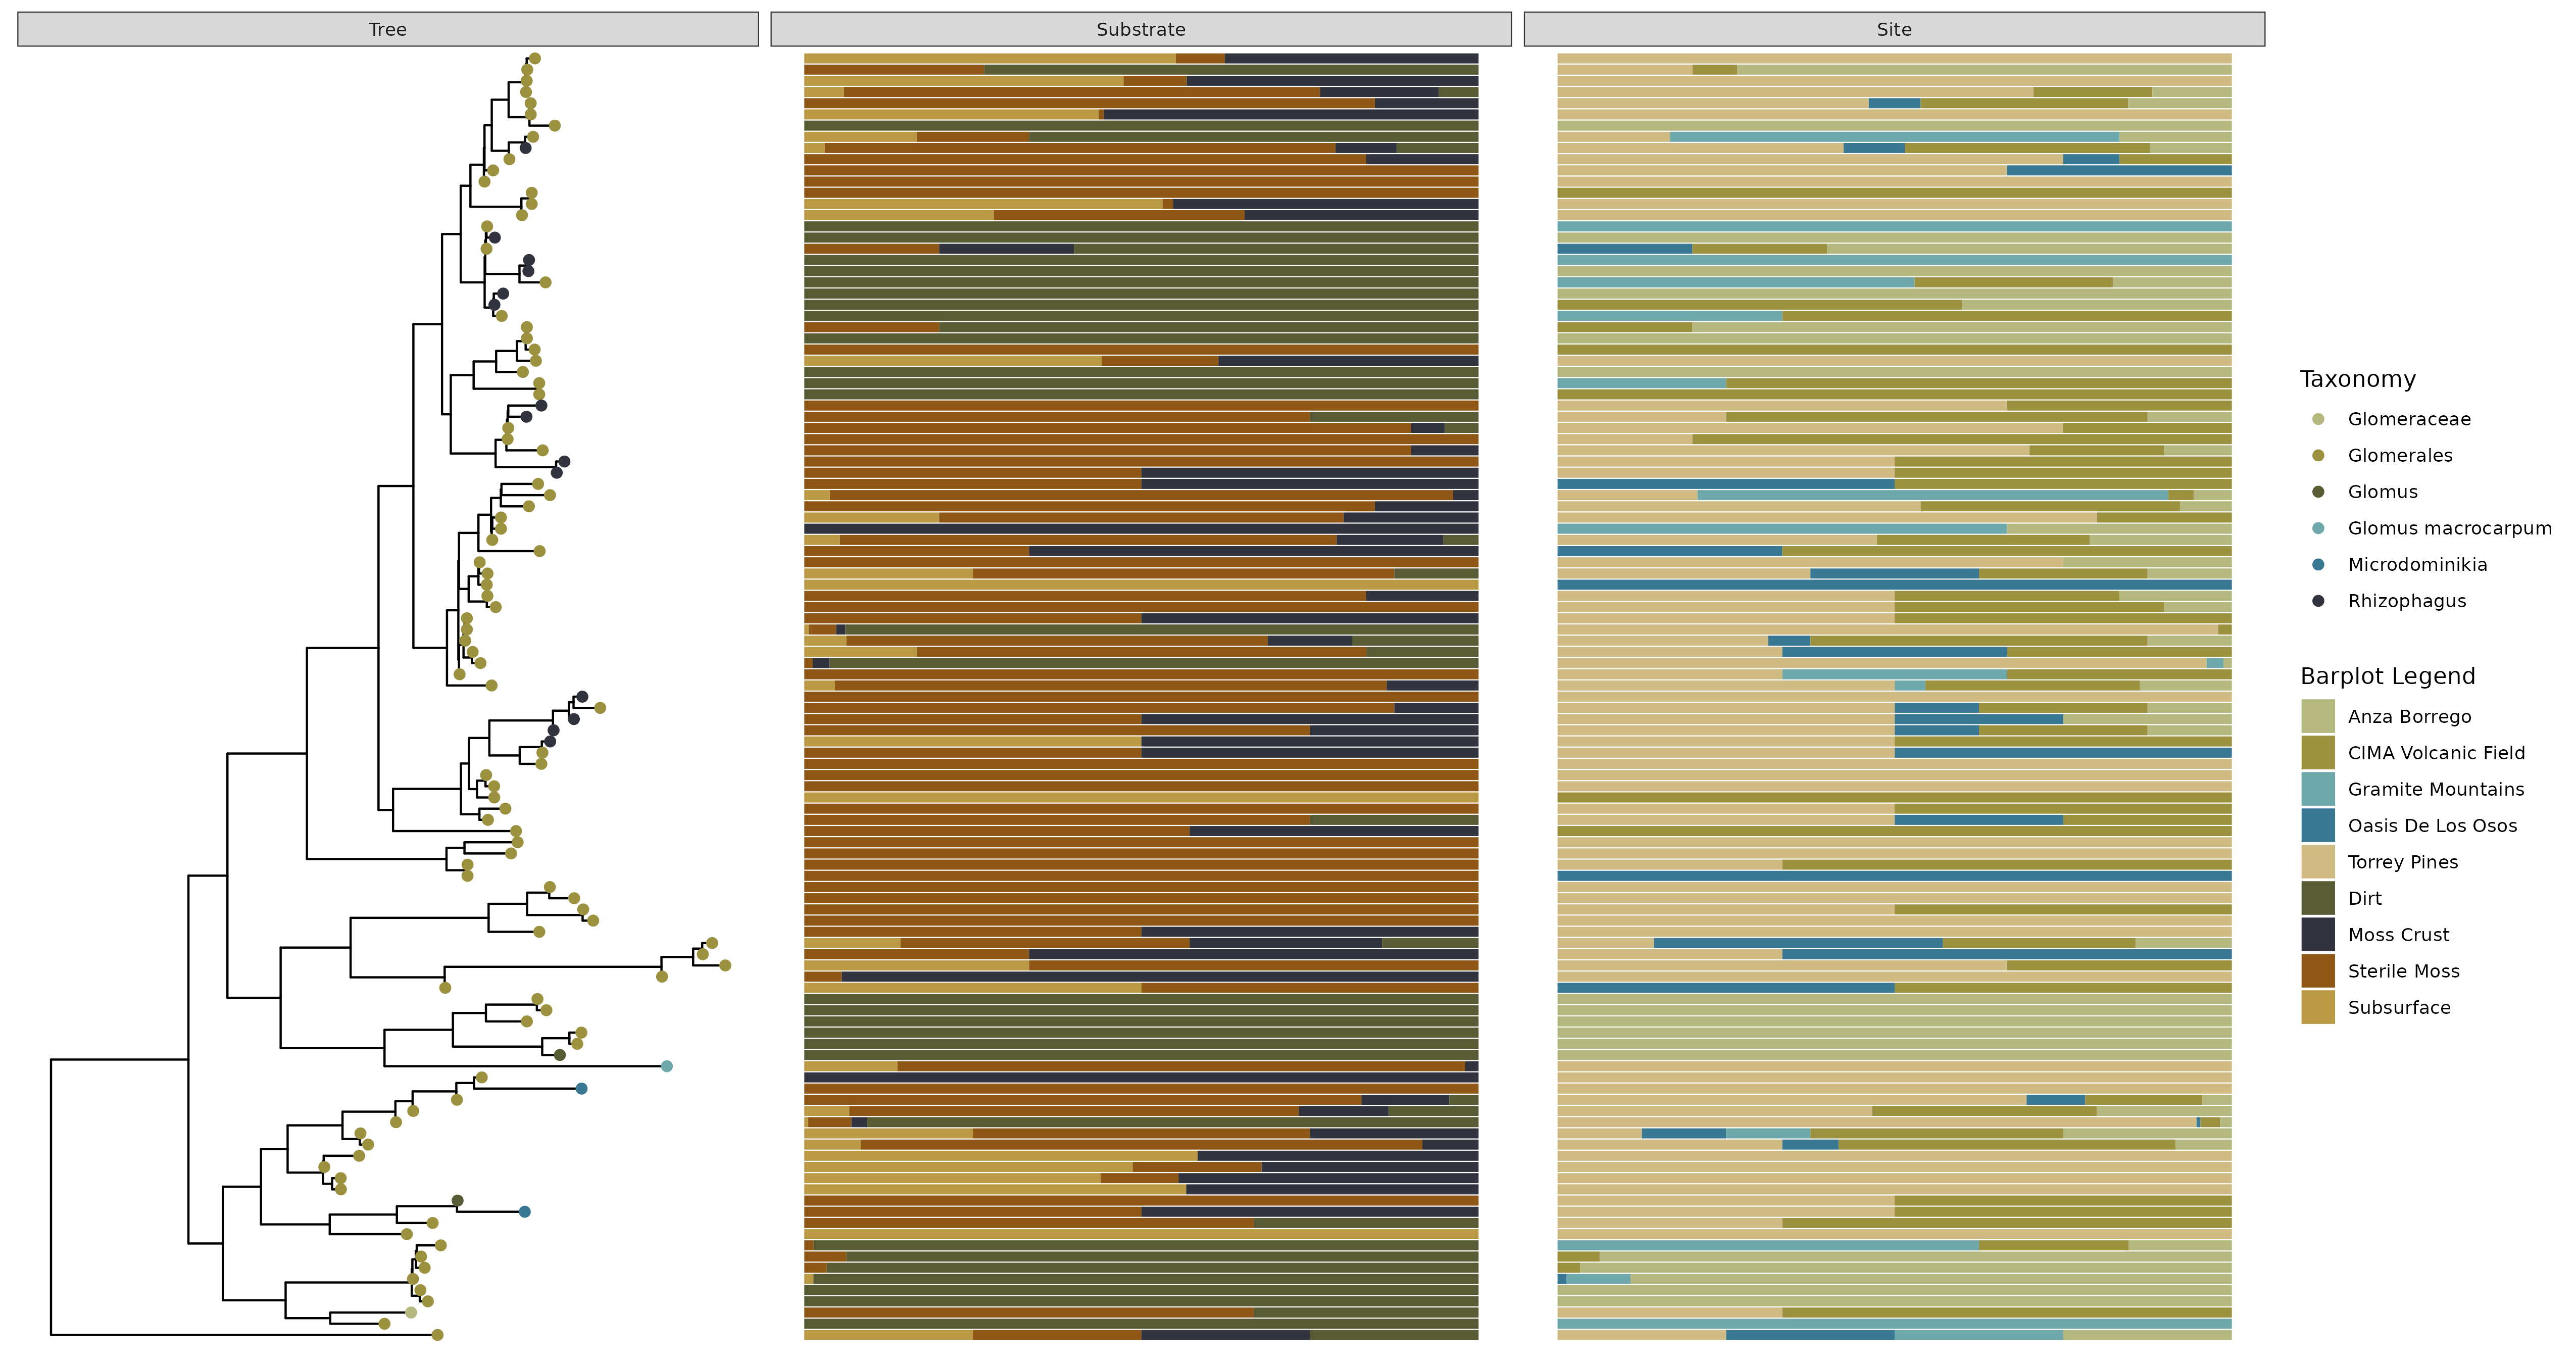 Tree
Substrate
Site
Taxonomy
Glomeraceae
Glomerales
Glomus
Glomus macrocarpum
Microdominikia
Rhizophagus
Barplot Legend
Anza Borrego
CIMA Volcanic Field
Gramite Mountains
Oasis De Los Osos
Torrey Pines
Dirt
Moss Crust
Sterile Moss
Subsurface